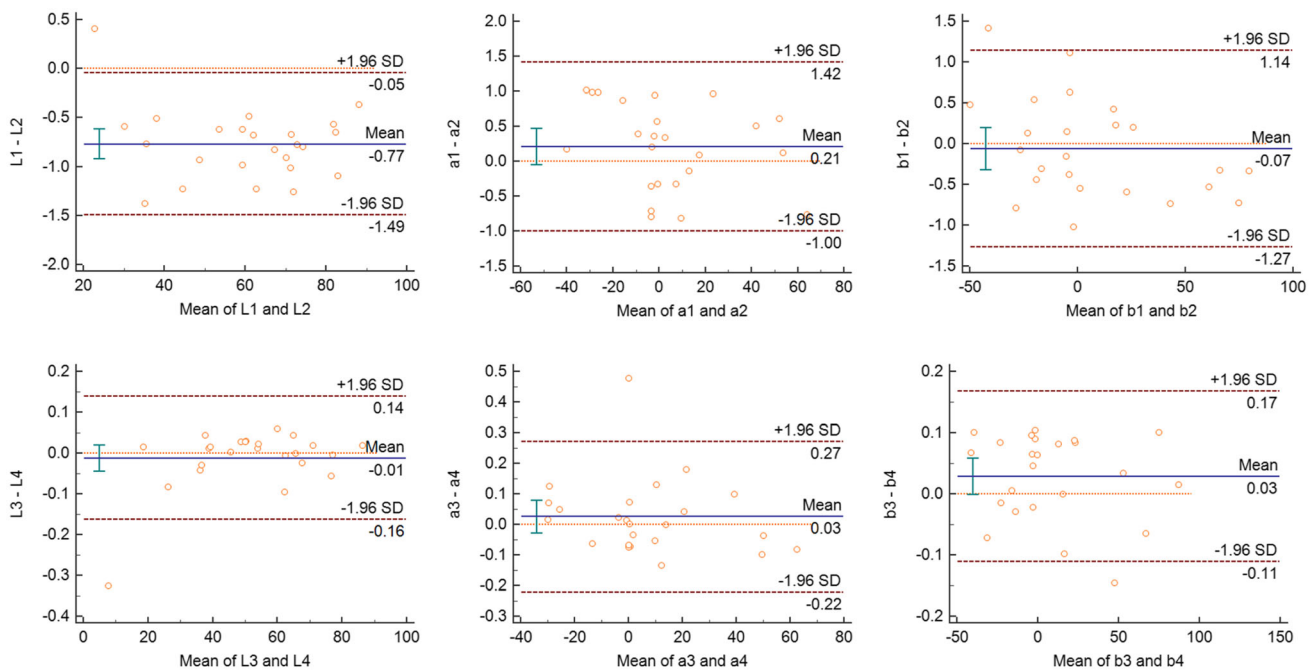 0.5
0.0
-0.5
-1.0
-1.5
-2.0
L1 - L2
+1.96 SD
-0.05
Mean
-0.77
-1.96 SD
-1.49
20 40 60 80 100
Mean of L1 and L2
2.0
1.5
1.0
0.5
0.0
-0.5
-1.0
-1.5
a1 - a2
+1.96 SD
1.42
Mean
0.21
-1.96 SD
-1.00
-60 -40 -20 0 20 40 60 80
Mean of a1 and a2
1.5
1.0
0.5
0.0
-0.5
-1.0
-1.5
b1 - b2
+1.96 SD
1.14
Mean
-0.07
-1.96 SD
-1.27
-50 0 50 100
Mean of b1 and b2
0.2
0.1
0.0
-0.1
-0.2
-0.3
-0.4
L3 - L4
+1.96 SD
0.14
Mean
-0.01
-1.96 SD
-0.16
0 20 40 60 80 100
Mean of L3 and L4
0.5
0.4
0.3
0.2
0.1
0.0
-0.1
-0.2
-0.3
a3 - a4
+1.96 SD
0.27
Mean
0.03
-1.96 SD
-0.22
-40 -20 0 20 40 60 80
Mean of a3 and a4
0.2
0.1
0.0
-0.1
-0.2
b3 - b4
+1.96 SD
0.17
Mean
0.03
-1.96 SD
-0.11
-50 0 50 100 150
Mean of b3 and b4